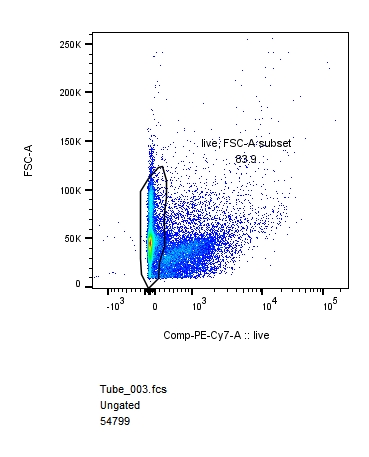 250K
200K
150K
100K
50K
0
FSC-A
live, FSC-A subset
83.9
-10³ 0 10³ 10⁴ 10⁵
Comp-PE-Cy7-A :: live
Tube_003.fcs
Ungated
54799